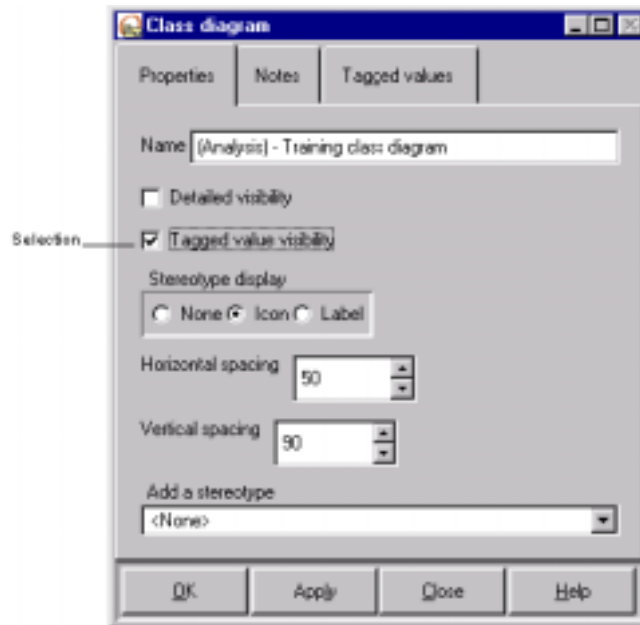 Class diagram
Properties Notes Tagged values
Name (Analysis) - Training class diagram
Detailed visibility
Selection Tagged value visibility
Stereotype display
None Icon Label
Horizontal spacing 50
Vertical spacing 90
Add a stereotype
<None>
OK Apply Close Help